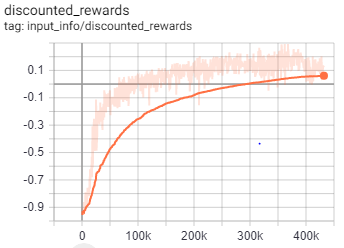 discounted_rewards
tag: input_info/discounted_rewards
0.1
-0.1
-0.3
-0.5
-0.7
-0.9
0 100k 200k 300k 400k